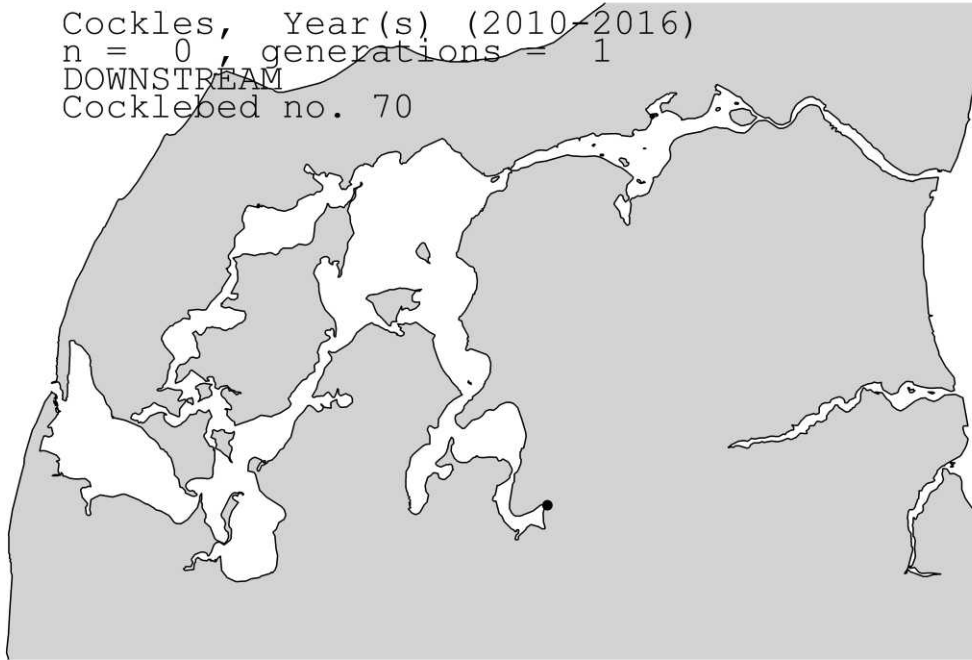 Cockles, Year(s) (2010-2016)
n = 0 , generations = 1
DOWNSTREAM
Cocklebed no. 70